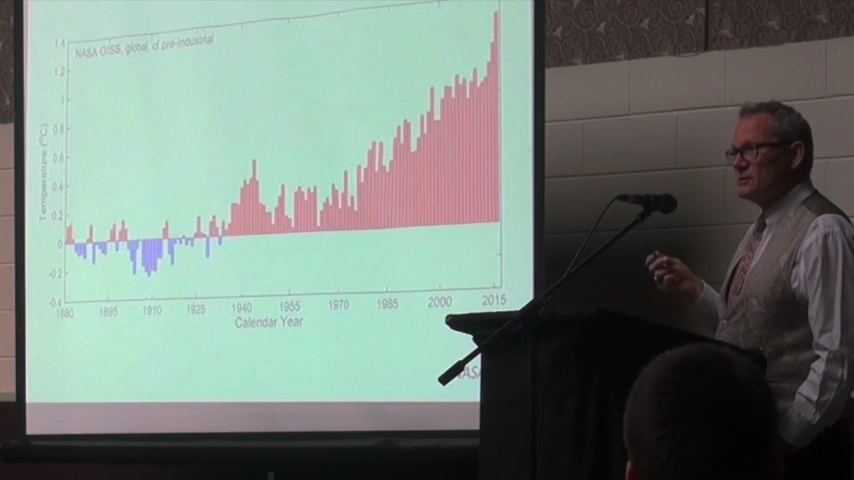 NASA GISS, global, cf pre-industrial
1.4
1.2
1
0.8
0.6
0.4
0.2
0
-0.2
-0.4
Temperature (°C)
1880 1895 1910 1925 1940 1955 1970 1985 2000 2015
Calendar Year